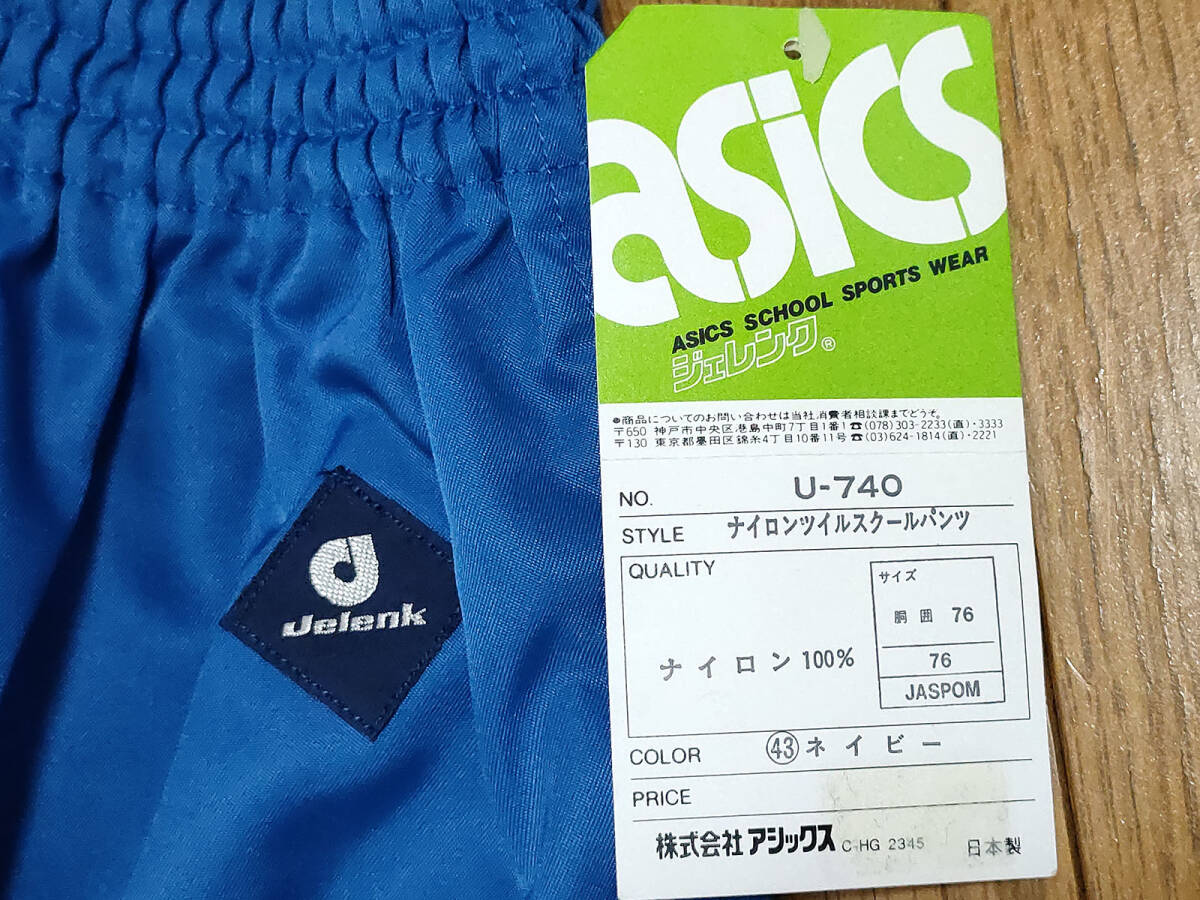 asics
ASICS SCHOOL SPORTS WEAR
ジェレンク®
●商品についてのお問い合わせは当社消費者相談課までどうぞ。
〒650 神戸市中央区港島中町7丁目1番1☎(078)303-2233(直)・3333
〒130 東京都墨田区錦糸4丁目10番11号☎(03)624-1814(直)・2221
NO. U-740
STYLE ナイロンツイルスクールパンツ
QUALITY
ナイロン100%
サイズ
胴囲 76
76
JASPOM
COLOR ㊸ネイビー
PRICE
株式会社アシックス C-HG 2345 日本製
Jelenk